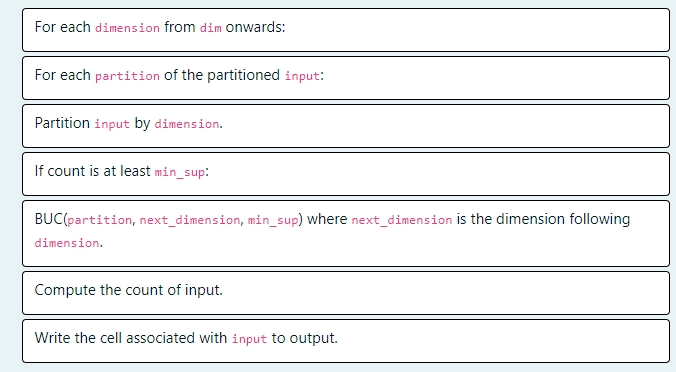 For each dimension from dim onwards:
For each partition of the partitioned input:
Partition input by dimension.
If count is at least min_sup:
BUC(partition, next_dimension, min_sup) where next_dimension is the dimension following
dimension.
Compute the count of input.
Write the cell associated with input to output.